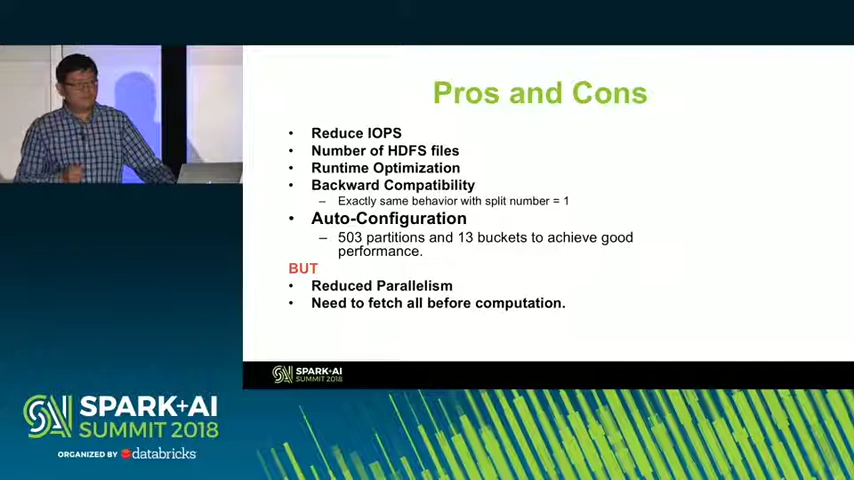 Pros and Cons
• Reduce IOPS
• Number of HDFS files
• Runtime Optimization
• Backward Compatibility
– Exactly same behavior with split number = 1
• Auto-Configuration
– 503 partitions and 13 buckets to achieve good
performance.
BUT
• Reduced Parallelism
• Need to fetch all before computation.
SPARK+AI
SUMMIT 2018
SPARK+AI
SUMMIT 2018
ORGANIZED BY databricks